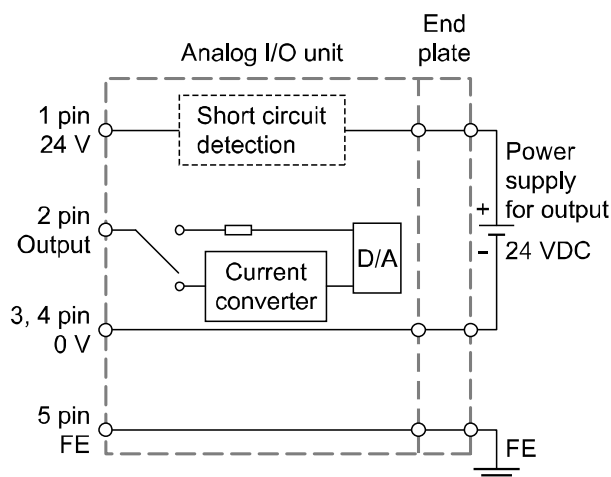 Analog I/O unit
End
plate
1 pin
24 V
Short circuit
detection
Power
supply
for output
+
-
24 VDC
2 pin
Output
D/A
Current
converter
3, 4 pin
0 V
5 pin
FE
FE